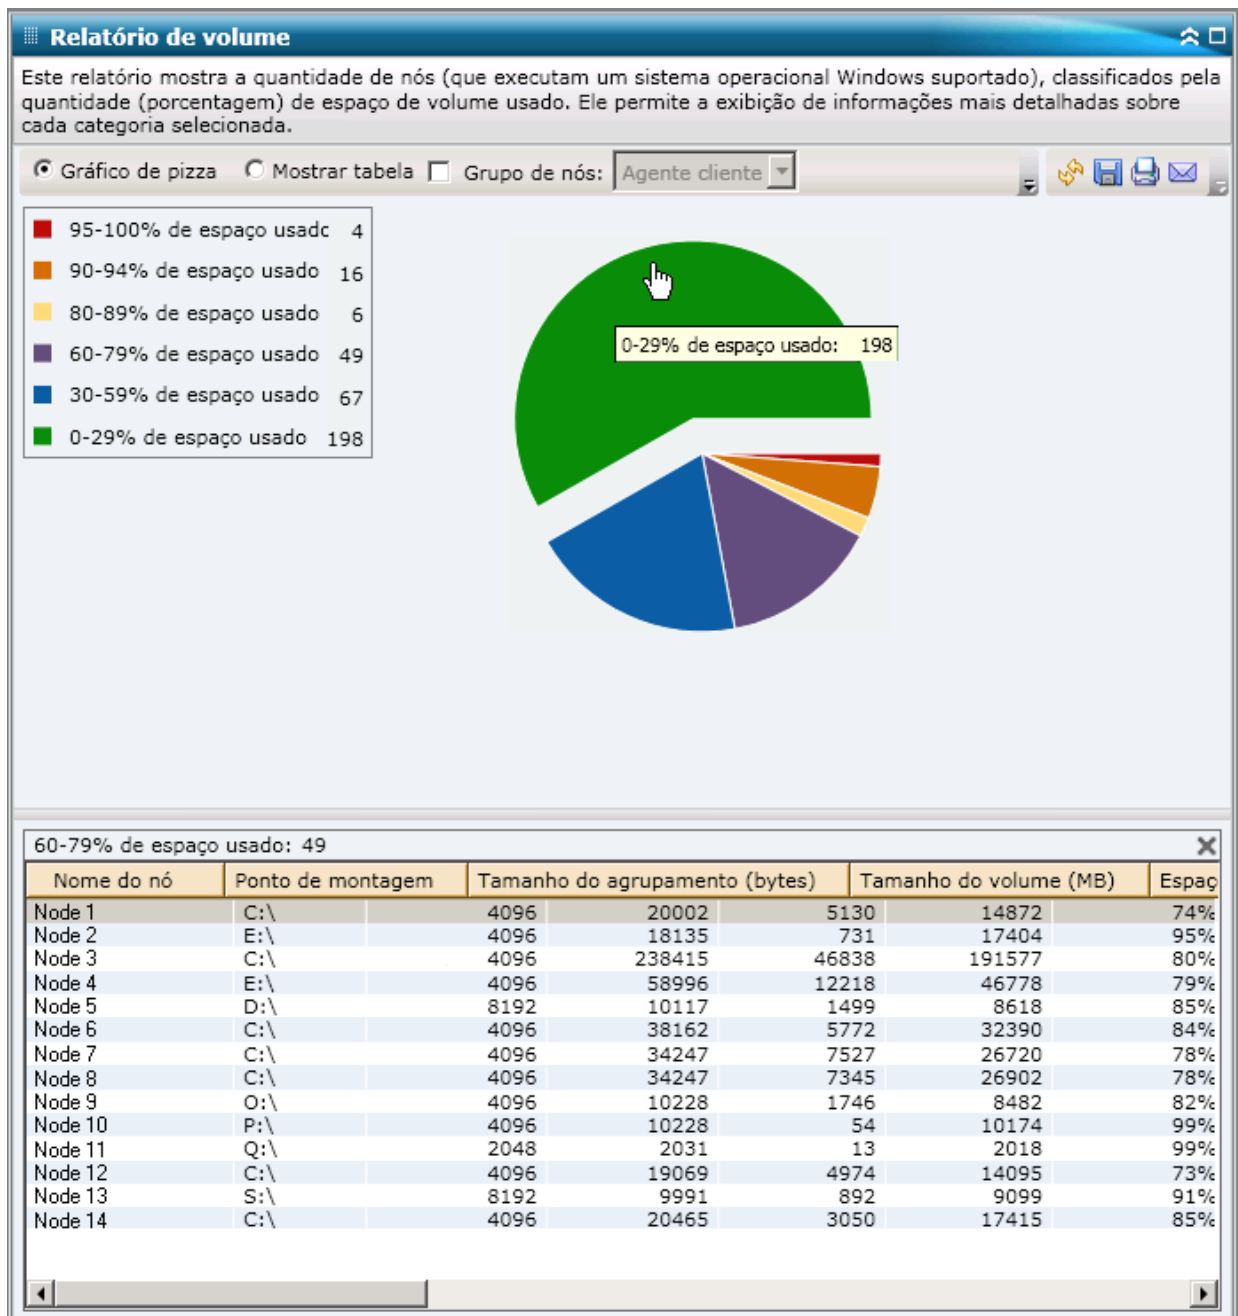 Relatório de volume
Este relatório mostra a quantidade de nós (que executam um sistema operacional Windows suportado), classificados pela
quantidade (porcentagem) de espaço de volume usado. Ele permite a exibição de informações mais detalhadas sobre
cada categoria selecionada.
Gráfico de pizza Mostrar tabela Grupo de nós: Agente cliente
95-100% de espaço usadc 4
90-94% de espaço usado 16
80-89% de espaço usado 6
60-79% de espaço usado 49
30-59% de espaço usado 67
0-29% de espaço usado 198
0-29% de espaço usado: 198
60-79% de espaço usado: 49
Nome do nó Ponto de montagem Tamanho do agrupamento (bytes) Tamanho do volume (MB) Espaç
Node 1 C:\ 4096 20002 5130 14872 74%
Node 2 E:\ 4096 18135 731 17404 95%
Node 3 C:\ 4096 238415 46838 191577 80%
Node 4 E:\ 4096 58996 12218 46778 79%
Node 5 D:\ 8192 10117 1499 8618 85%
Node 6 C:\ 4096 38162 5772 32390 84%
Node 7 C:\ 4096 34247 7527 26720 78%
Node 8 C:\ 4096 34247 7345 26902 78%
Node 9 O:\ 4096 10228 1746 8482 82%
Node 10 P:\ 4096 10228 54 10174 99%
Node 11 Q:\ 2048 2031 13 2018 99%
Node 12 C:\ 4096 19069 4974 14095 73%
Node 13 S:\ 8192 9991 892 9099 91%
Node 14 C:\ 4096 20465 3050 17415 85%